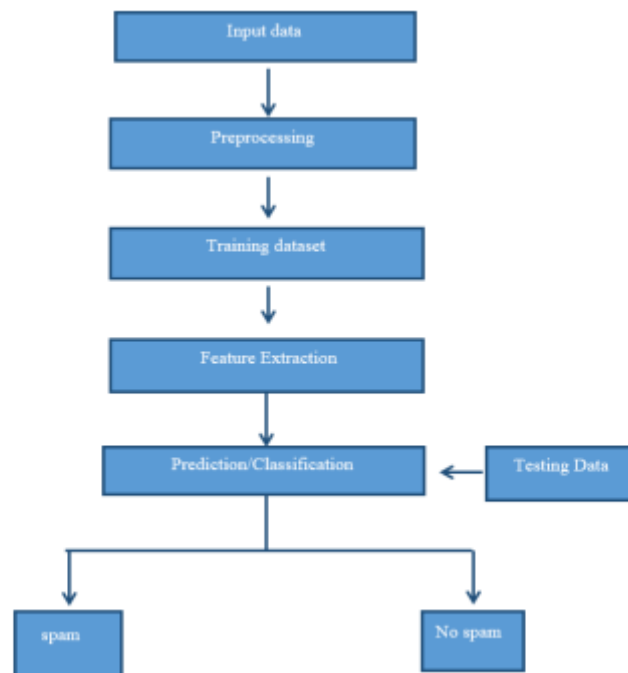 Input data
Preprocessing
Training dataset
Feature Extraction
Prediction/Classification
Testing Data
spam
No spam